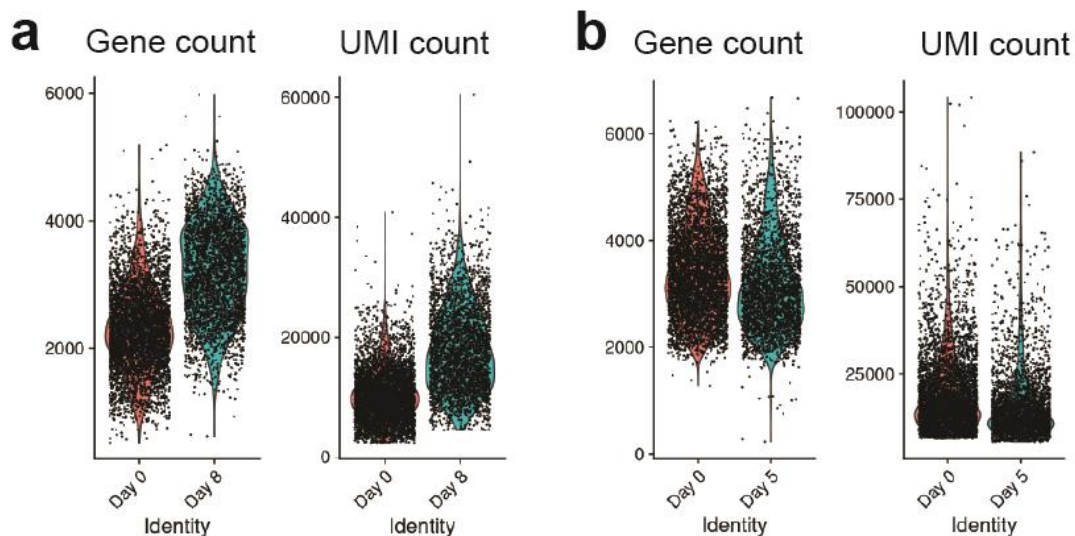 a
Gene count
UMI count
6000
4000
2000
Day 0
Day 8
Identity
60000
40000
20000
0
Day 0
Day 8
Identity
b
Gene count
UMI count
6000
4000
2000
0
Day 0
Day 5
Identity
100000
75000
50000
25000
Day 0
Day 5
Identity